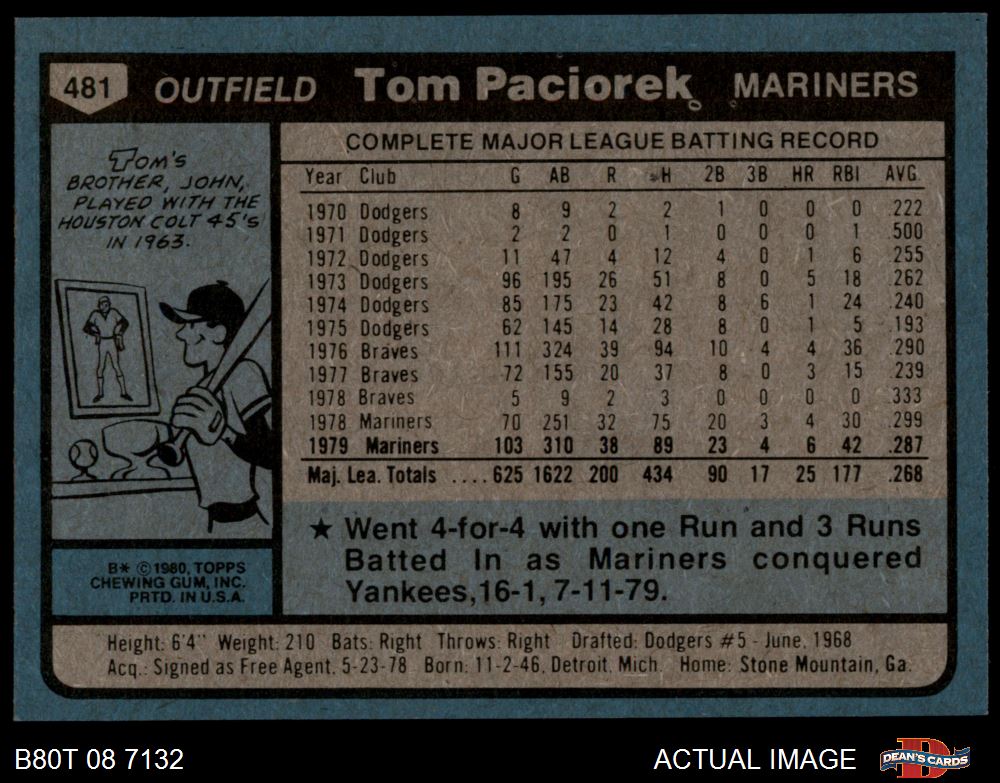 481 OUTFIELD Tom Paciorek MARINERS
TOM'S
BROTHER, JOHN,
PLAYED WITH THE
HOUSTON COLT 45'S
IN 1963.
COMPLETE MAJOR LEAGUE BATTING RECORD
Year Club G AB R H 2B 3B HR RBI AVG.
1970 Dodgers 8 9 2 2 1 0 0 0 .222
1971 Dodgers 2 2 0 1 0 0 0 1 .500
1972 Dodgers 11 47 4 12 4 0 1 6 .255
1973 Dodgers 96 195 26 51 8 0 5 18 .262
1974 Dodgers 85 175 23 42 8 6 1 24 .240
1975 Dodgers 62 145 14 28 8 0 1 5 .193
1976 Braves 111 324 39 94 10 4 4 36 .290
1977 Braves 72 155 20 37 8 0 3 15 .239
1978 Braves 5 9 2 3 0 0 0 0 .333
1978 Mariners 70 251 32 75 20 3 4 30 .299
1979 Mariners 103 310 38 89 23 4 6 42 .287
Maj. Lea. Totals .... 625 1622 200 434 90 17 25 177 .268
★ Went 4-for-4 with one Run and 3 Runs
Batted In as Mariners conquered
Yankees, 16-1, 7-11-79.
B* ©1980, TOPPS
CHEWING GUM, INC.
PRTD. IN U.S.A.
Height: 6'4" Weight: 210 Bats: Right Throws: Right Drafted: Dodgers #5 - June, 1968
Acq.: Signed as Free Agent, 5-23-78 Born: 11-2-46, Detroit, Mich. Home: Stone Mountain, Ga.
B80T 08 7132 ACTUAL IMAGE DEAN'S CARDS